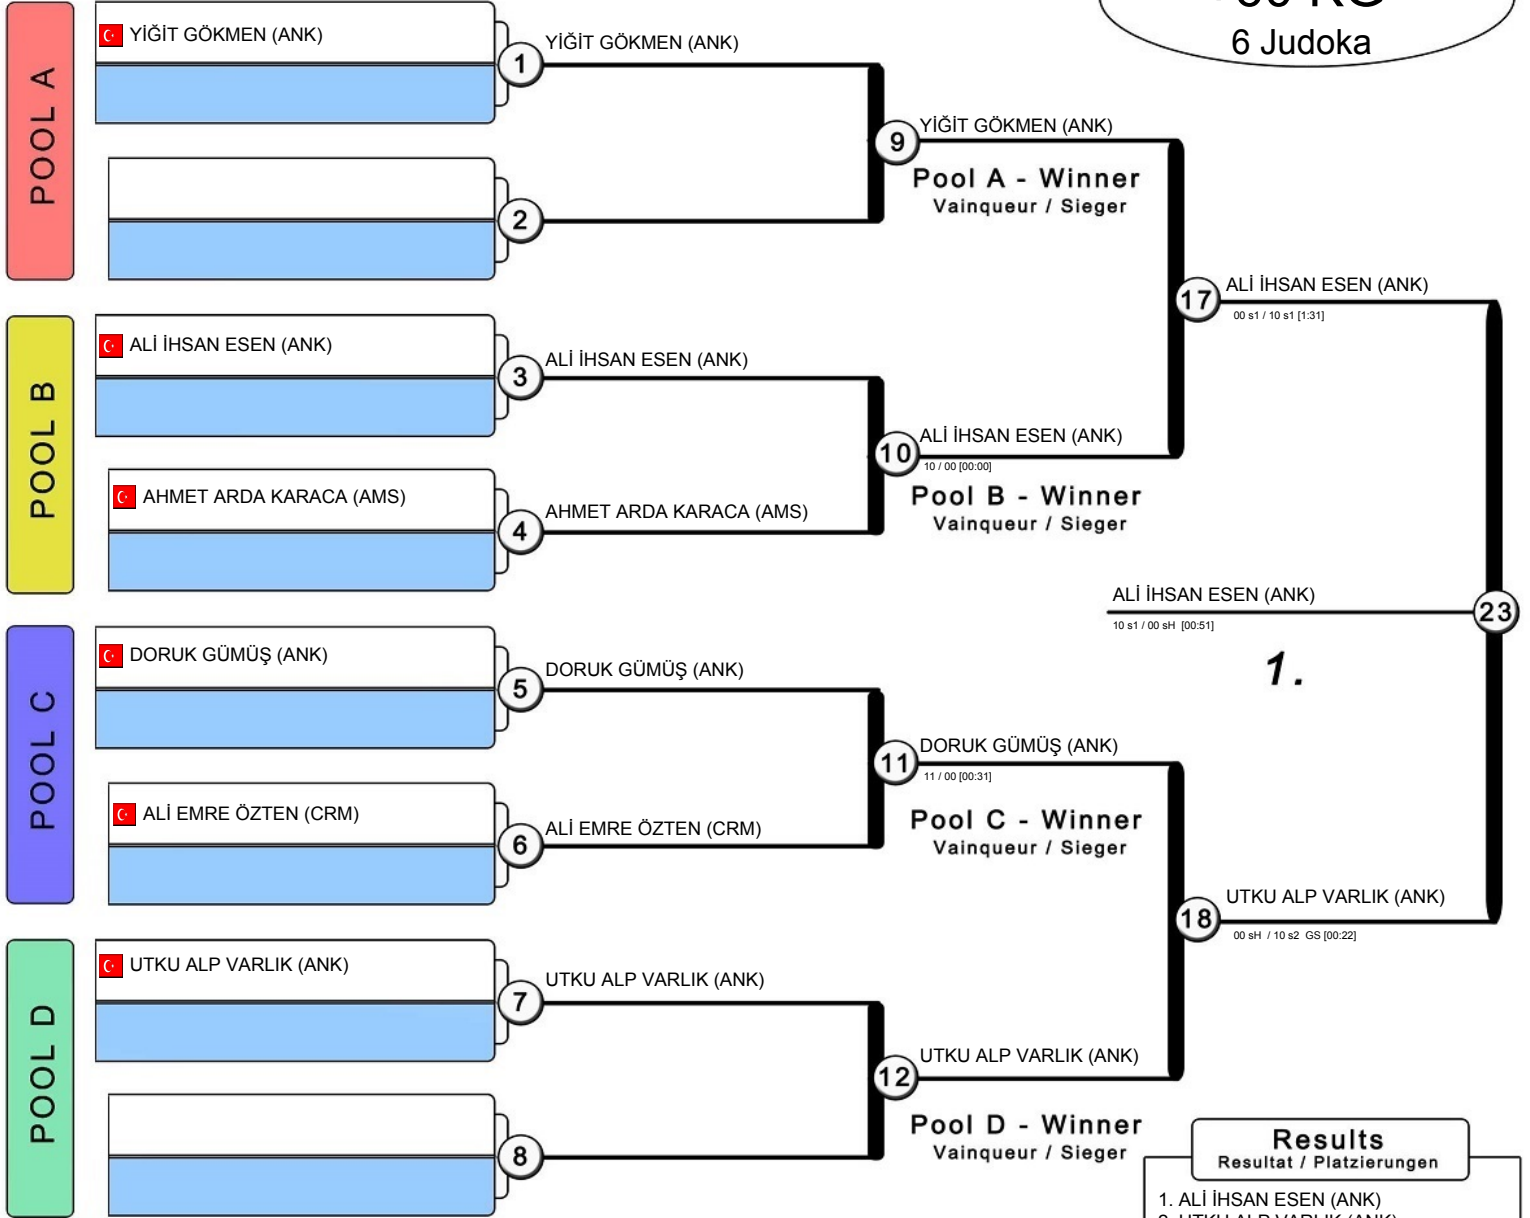 6 Judoka
POOL A
YİĞİT GÖKMEN (ANK)
1
YİĞİT GÖKMEN (ANK)
2
9
YİĞİT GÖKMEN (ANK)
Pool A - Winner
Vainqueur / Sieger
POOL B
ALİ İHSAN ESEN (ANK)
3
ALİ İHSAN ESEN (ANK)
AHMET ARDA KARACA (AMS)
4
AHMET ARDA KARACA (AMS)
10
ALİ İHSAN ESEN (ANK)
10 / 00 [00:00]
Pool B - Winner
Vainqueur / Sieger
17
ALİ İHSAN ESEN (ANK)
00 s1 / 10 s1 [1:31]
POOL C
DORUK GÜMÜŞ (ANK)
5
DORUK GÜMÜŞ (ANK)
ALİ EMRE ÖZTEN (CRM)
6
ALİ EMRE ÖZTEN (CRM)
11
DORUK GÜMÜŞ (ANK)
11 / 00 [00:31]
Pool C - Winner
Vainqueur / Sieger
POOL D
UTKU ALP VARLIK (ANK)
7
UTKU ALP VARLIK (ANK)
8
12
UTKU ALP VARLIK (ANK)
Pool D - Winner
Vainqueur / Sieger
18
UTKU ALP VARLIK (ANK)
00 sH / 10 s2 GS [00:22]
ALİ İHSAN ESEN (ANK)
23
10 s1 / 00 sH [00:51]
1.
Results
Resultat / Platzierungen
1. ALİ İHSAN ESEN (ANK)
2. UTKU ALP VARLIK (ANK)